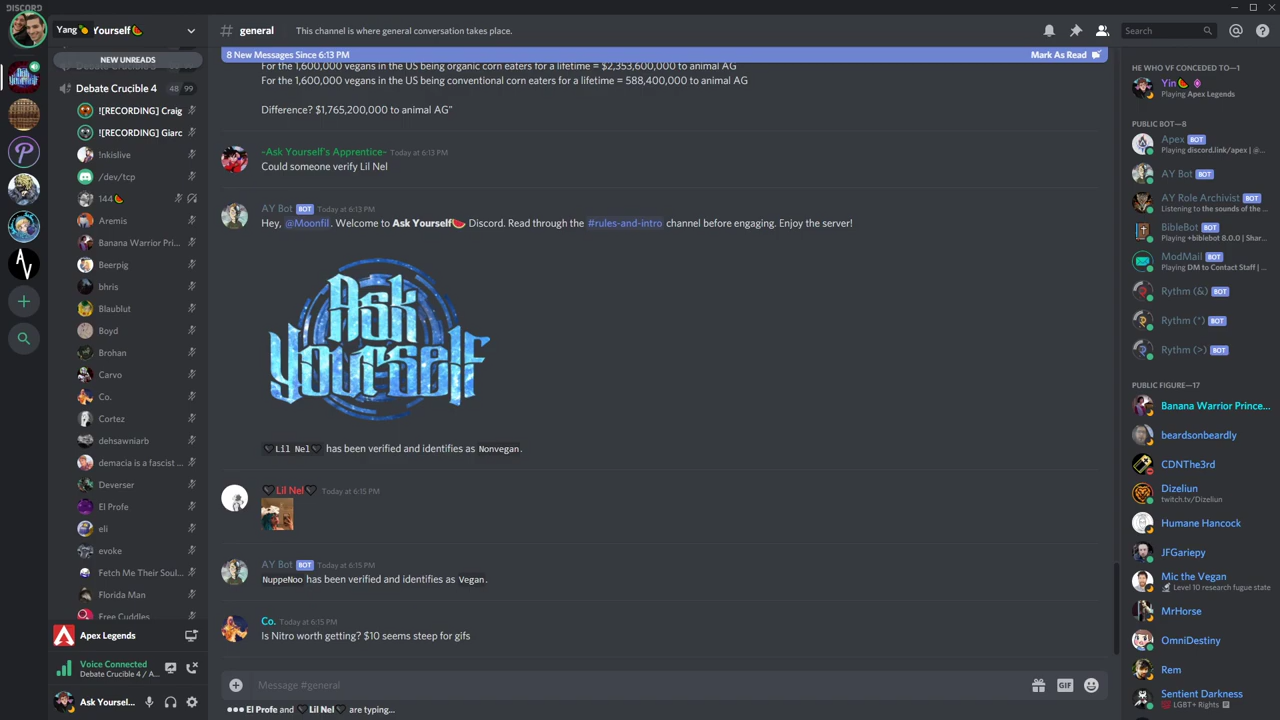 DISCORD
Yang🍍 Yourself🍉
NEW UNREADS
Debate Crucible 4 48 99
![RECORDING] Craig
![RECORDING] Giarc
!nkislive
/dev/tcp
144🍉
Aremis
Banana Warrior Pri...
Beerpig
bhris
Blaublut
Boyd
Brohan
Carvo
Co.
Cortez
dehsawniarb
demacia is a fascist ...
Deverser
El Profe
eli
evoke
Fetch Me Their Soul...
Florida Man
Free Cuddles
Apex Legends
Voice Connected
Debate Crucible 4 / A...
Ask Yoursel...
# general
This channel is where general conversation takes place.
Search
8 New Messages Since 6:13 PM
Mark As Read
For the 1,600,000 vegans in the US being organic corn eaters for a lifetime = $2,353,600,000 to animal AG
For the 1,600,000 vegans in the US being conventional corn eaters for a lifetime = 588,400,000 to animal AG
Difference? $1,765,200,000 to animal AG"
-Ask Yourself's Apprentice- Today at 6:13 PM
Could someone verify Lil Nel
AY Bot BOT Today at 6:13 PM
Hey, @Moonfil. Welcome to Ask Yourself🍉 Discord. Read through the #rules-and-intro channel before engaging. Enjoy the server!
Ask
Yourself
🖤Lil Nel🖤 has been verified and identifies as Nonvegan.
🖤Lil Nel🖤 Today at 6:15 PM
AY Bot BOT Today at 6:15 PM
NuppeNoo has been verified and identifies as Vegan.
Co. Today at 6:15 PM
Is Nitro worth getting? $10 seems steep for gifs
Message #general
GIF
El Profe and 🖤Lil Nel🖤 are typing...
HE WHO VF CONCEDED TO—1
Yin
Playing Apex Legends
PUBLIC BOT—8
Apex BOT
Playing discord.link/apex | @...
AY Bot BOT
AY Role Archivist BOT
Listening to the sounds of the ...
BibleBot BOT
Playing +biblebot 8.0.0 | Shar...
ModMail BOT
Playing DM to Contact Staff | ...
Rythm (&) BOT
Rythm (*) BOT
Rythm (>) BOT
PUBLIC FIGURE—17
Banana Warrior Prince...
beardsonbeardly
CDNThe3rd
Dizeliun
twitch.tv/Dizeliun
Humane Hancock
JFGariepy
Mic the Vegan
Level 10 research fugue state
MrHorse
OmniDestiny
Rem
Sentient Darkness
LGBT+ Rights